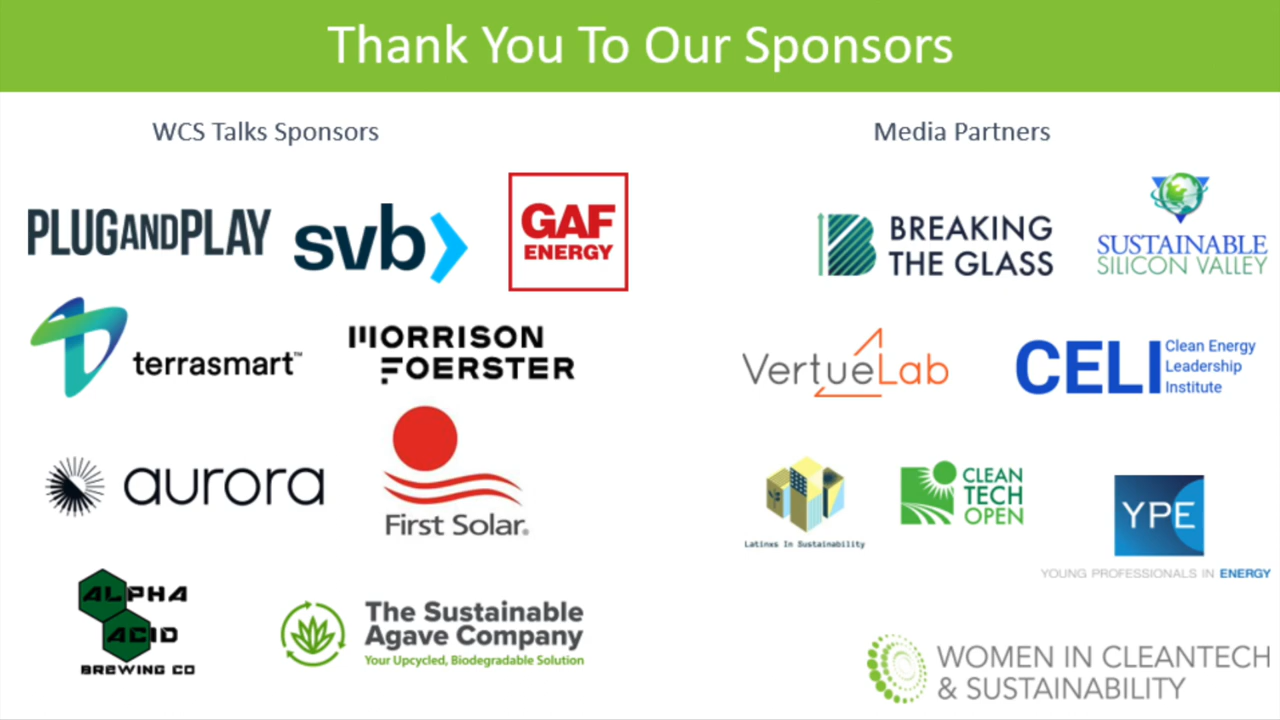 Thank You To Our Sponsors
WCS Talks Sponsors
PLUGANDPLAY
svb
GAF
ENERGY
terrasmart™
MORRISON
FOERSTER
aurora
First Solar®
ALPHA
ACID
BREWING CO
The Sustainable
Agave Company
Your Upcycled, Biodegradable Solution
Media Partners
B BREAKING
THE GLASS
SUSTAINABLE
SILICON VALLEY
VertueLab
CELI
Clean Energy
Leadership
Institute
Latinxs In Sustainability
CLEAN
TECH
OPEN
YPE
YOUNG PROFESSIONALS IN ENERGY
WOMEN IN CLEANTECH
& SUSTAINABILITY